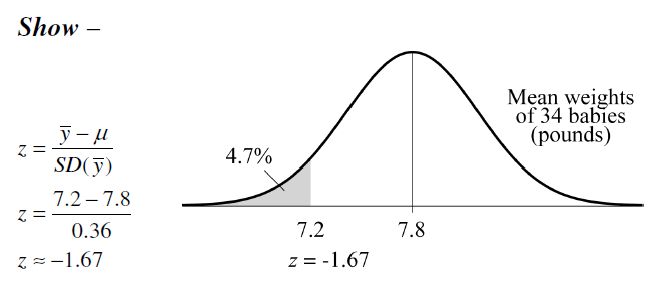 Show –
z = (y̅ – μ) / SD(y̅)
z = (7.2 – 7.8) / 0.36
z ≈ –1.67
4.7%
Mean weights
of 34 babies
(pounds)
7.2
7.8
z = -1.67